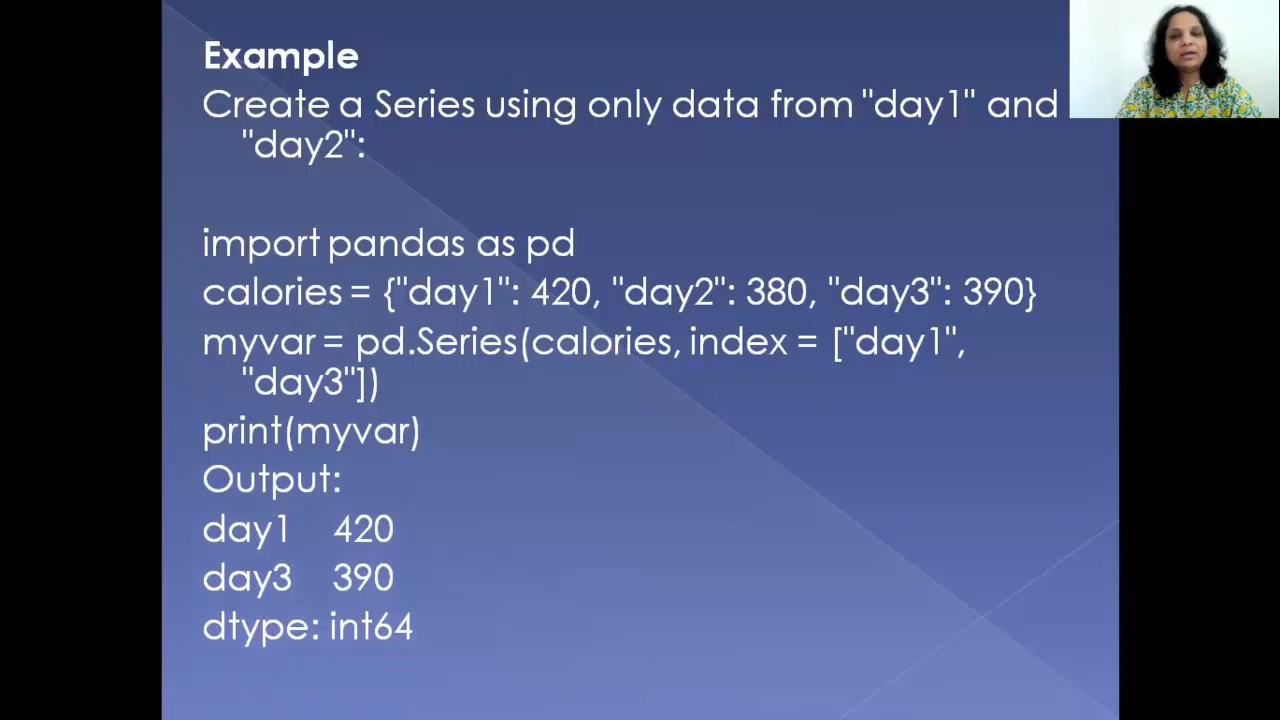 Example
Create a Series using only data from "day1" and
"day2":
import pandas as pd
calories = {"day1": 420, "day2": 380, "day3": 390}
myvar = pd.Series(calories, index = ["day1",
"day3"])
print(myvar)
Output:
day1 420
day3 390
dtype: int64